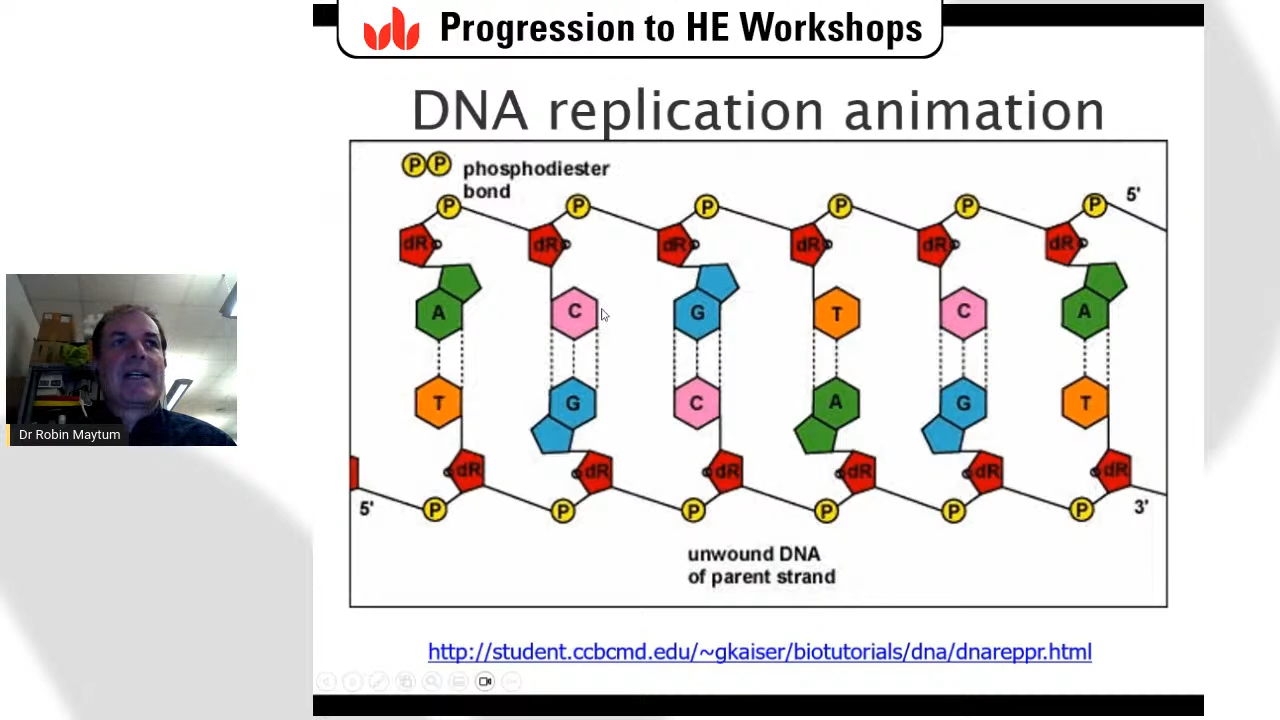 Progression to HE Workshops
DNA replication animation
P P phosphodiester
bond
P P P P P P 5'
dR dR dR dR dR dR
A C G T C A
T G C A G T
dR dR dR dR dR dR
5' P P P P P P 3'
unwound DNA
of parent strand
http://student.ccbcmd.edu/~gkaiser/biotutorials/dna/dnareppr.html
Dr Robin Maytum